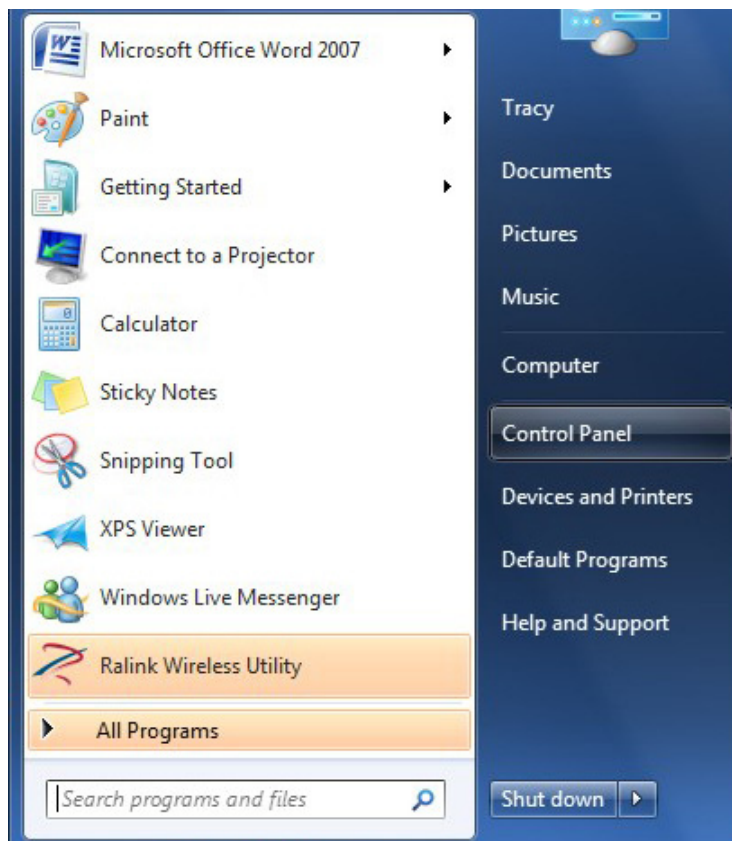 Microsoft Office Word 2007
Paint
Getting Started
Connect to a Projector
Calculator
Sticky Notes
Snipping Tool
XPS Viewer
Windows Live Messenger
Ralink Wireless Utility
All Programs
Search programs and files
Tracy
Documents
Pictures
Music
Computer
Control Panel
Devices and Printers
Default Programs
Help and Support
Shut down